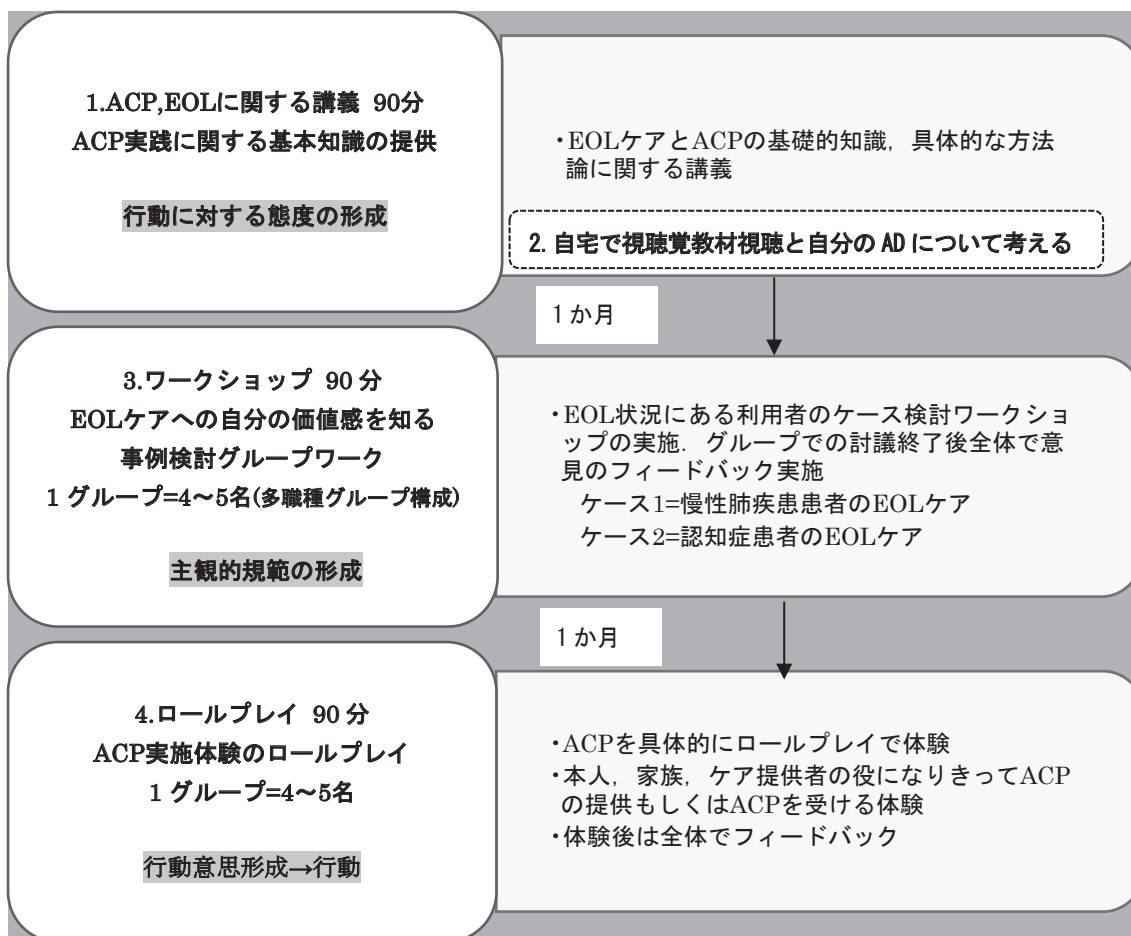 1.ACP,EOLに関する講義 90分
ACP実践に関する基本知識の提供
行動に対する態度の形成
・EOLケアとACPの基礎的知識，具体的な方法
論に関する講義
2. 自宅で視聴覚教材視聴と自分の AD について考える
1 か月
3.ワークショップ 90 分
EOLケアへの自分の価値感を知る
事例検討グループワーク
1 グループ=4～5名(多職種グループ構成)
主観的規範の形成
・EOL状況にある利用者のケース検討ワークショ
ップの実施．グループでの討議終了後全体で意
見のフィードバック実施
ケース1=慢性肺疾患患者のEOLケア
ケース2=認知症患者のEOLケア
1 か月
4.ロールプレイ 90 分
ACP実施体験のロールプレイ
1 グループ=4～5名
行動意思形成→行動
・ACPを具体的にロールプレイで体験
・本人，家族，ケア提供者の役になりきってACP
の提供もしくはACPを受ける体験
・体験後は全体でフィードバック